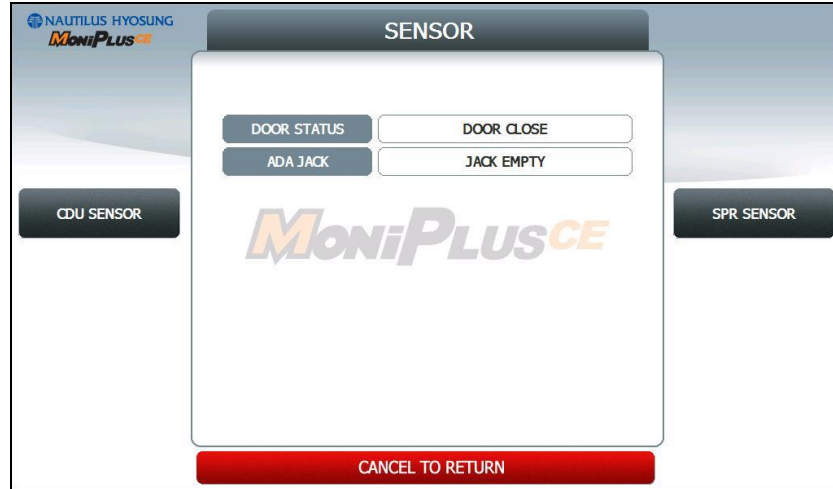 NAUTILUS HYOSUNG
MoniPlusCE
SENSOR
DOOR STATUS DOOR CLOSE
ADA JACK JACK EMPTY
CDU SENSOR
MoniPlusCE
SPR SENSOR
CANCEL TO RETURN